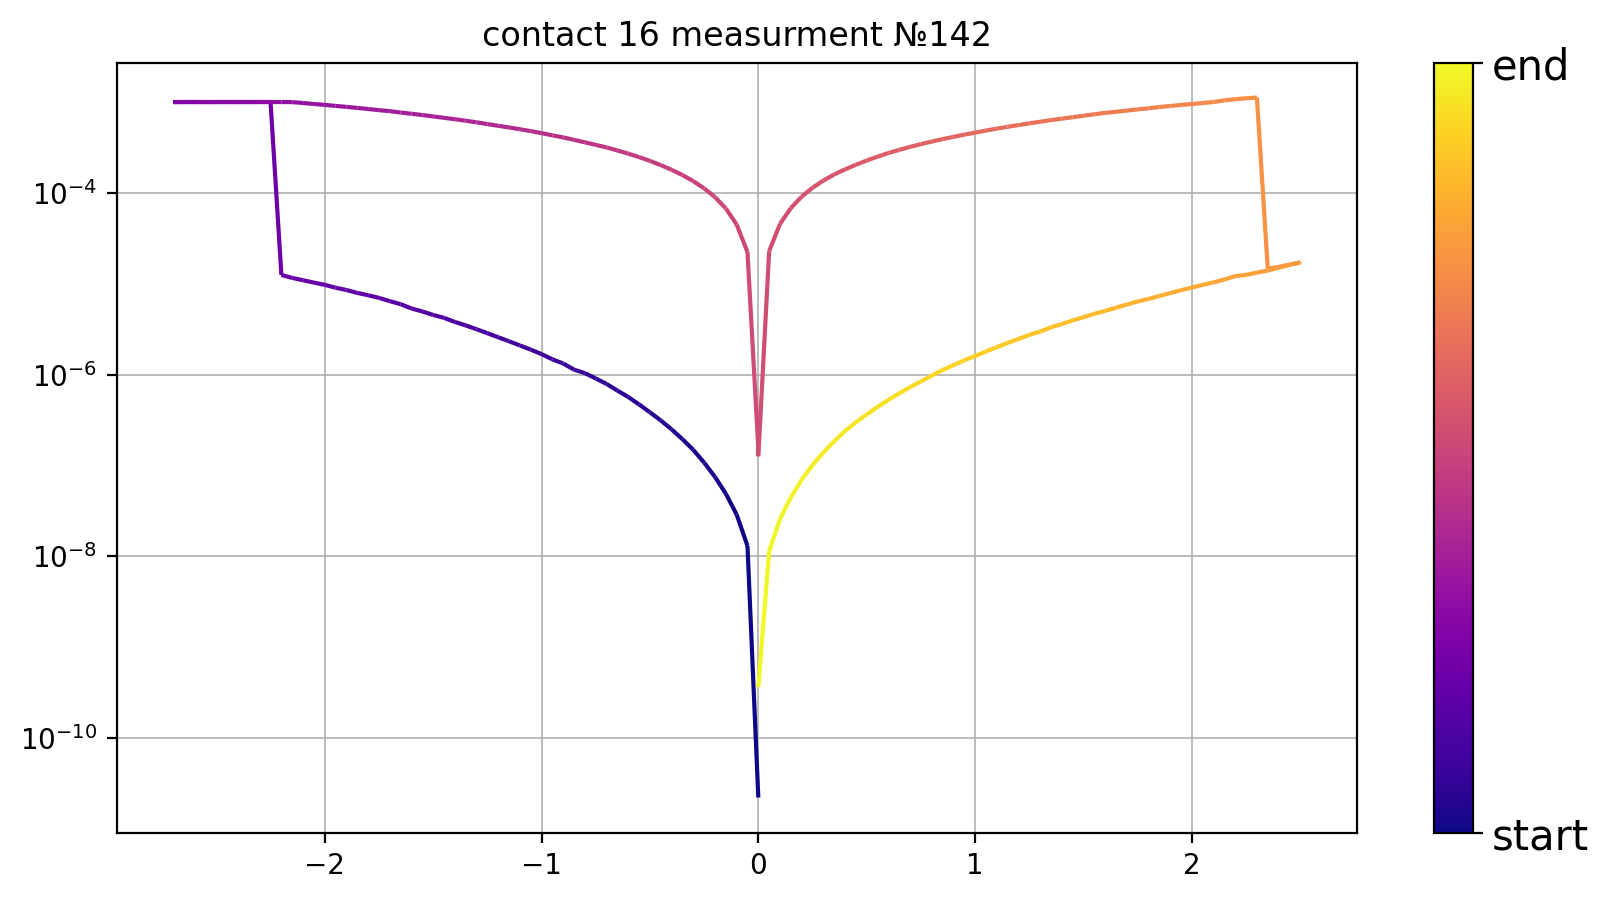 contact 16 measurment №142
10⁻⁴
10⁻⁶
10⁻⁸
10⁻¹⁰
−2 −1 0 1 2
end
start